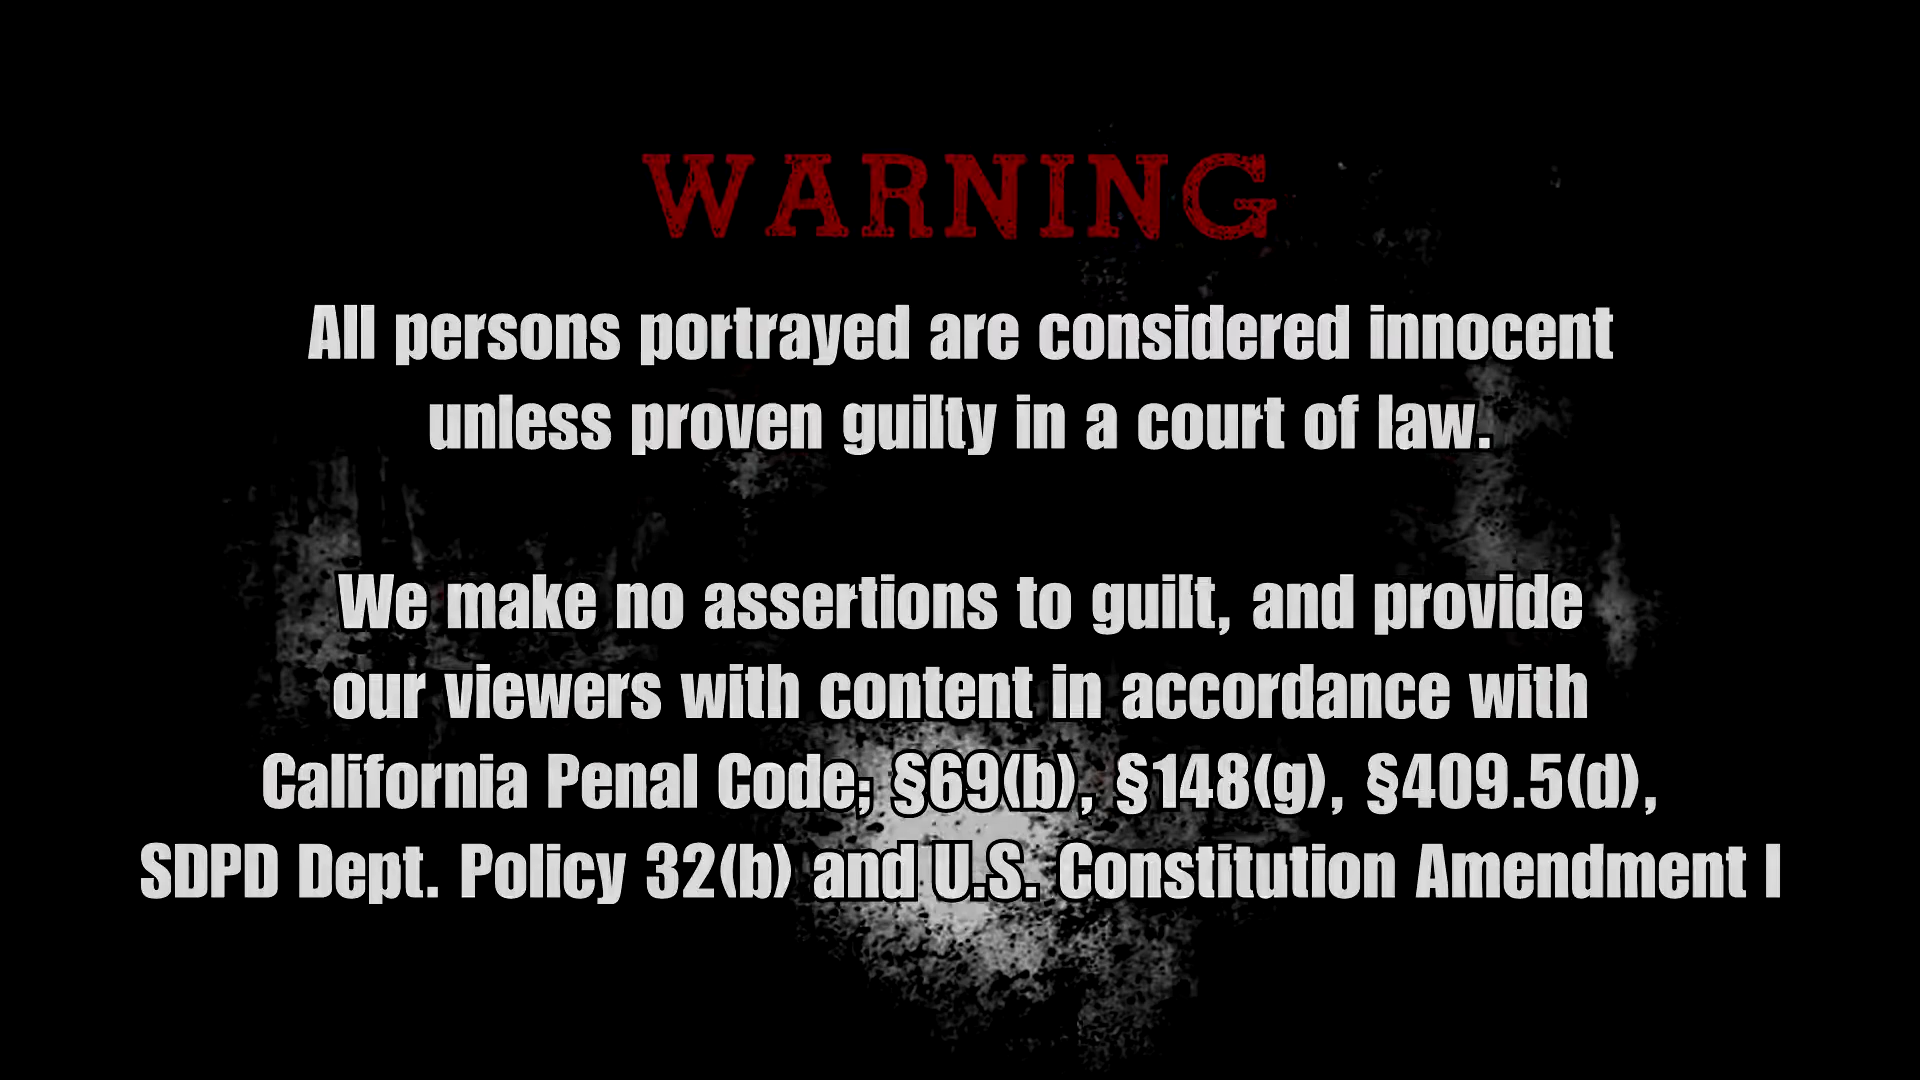 WARNING
All persons portrayed are considered innocent
unless proven guilty in a court of law.
We make no assertions to guilt, and provide
our viewers with content in accordance with
California Penal Code; §69(b), §148(g), §409.5(d),
SDPD Dept. Policy 32(b) and U.S. Constitution Amendment I